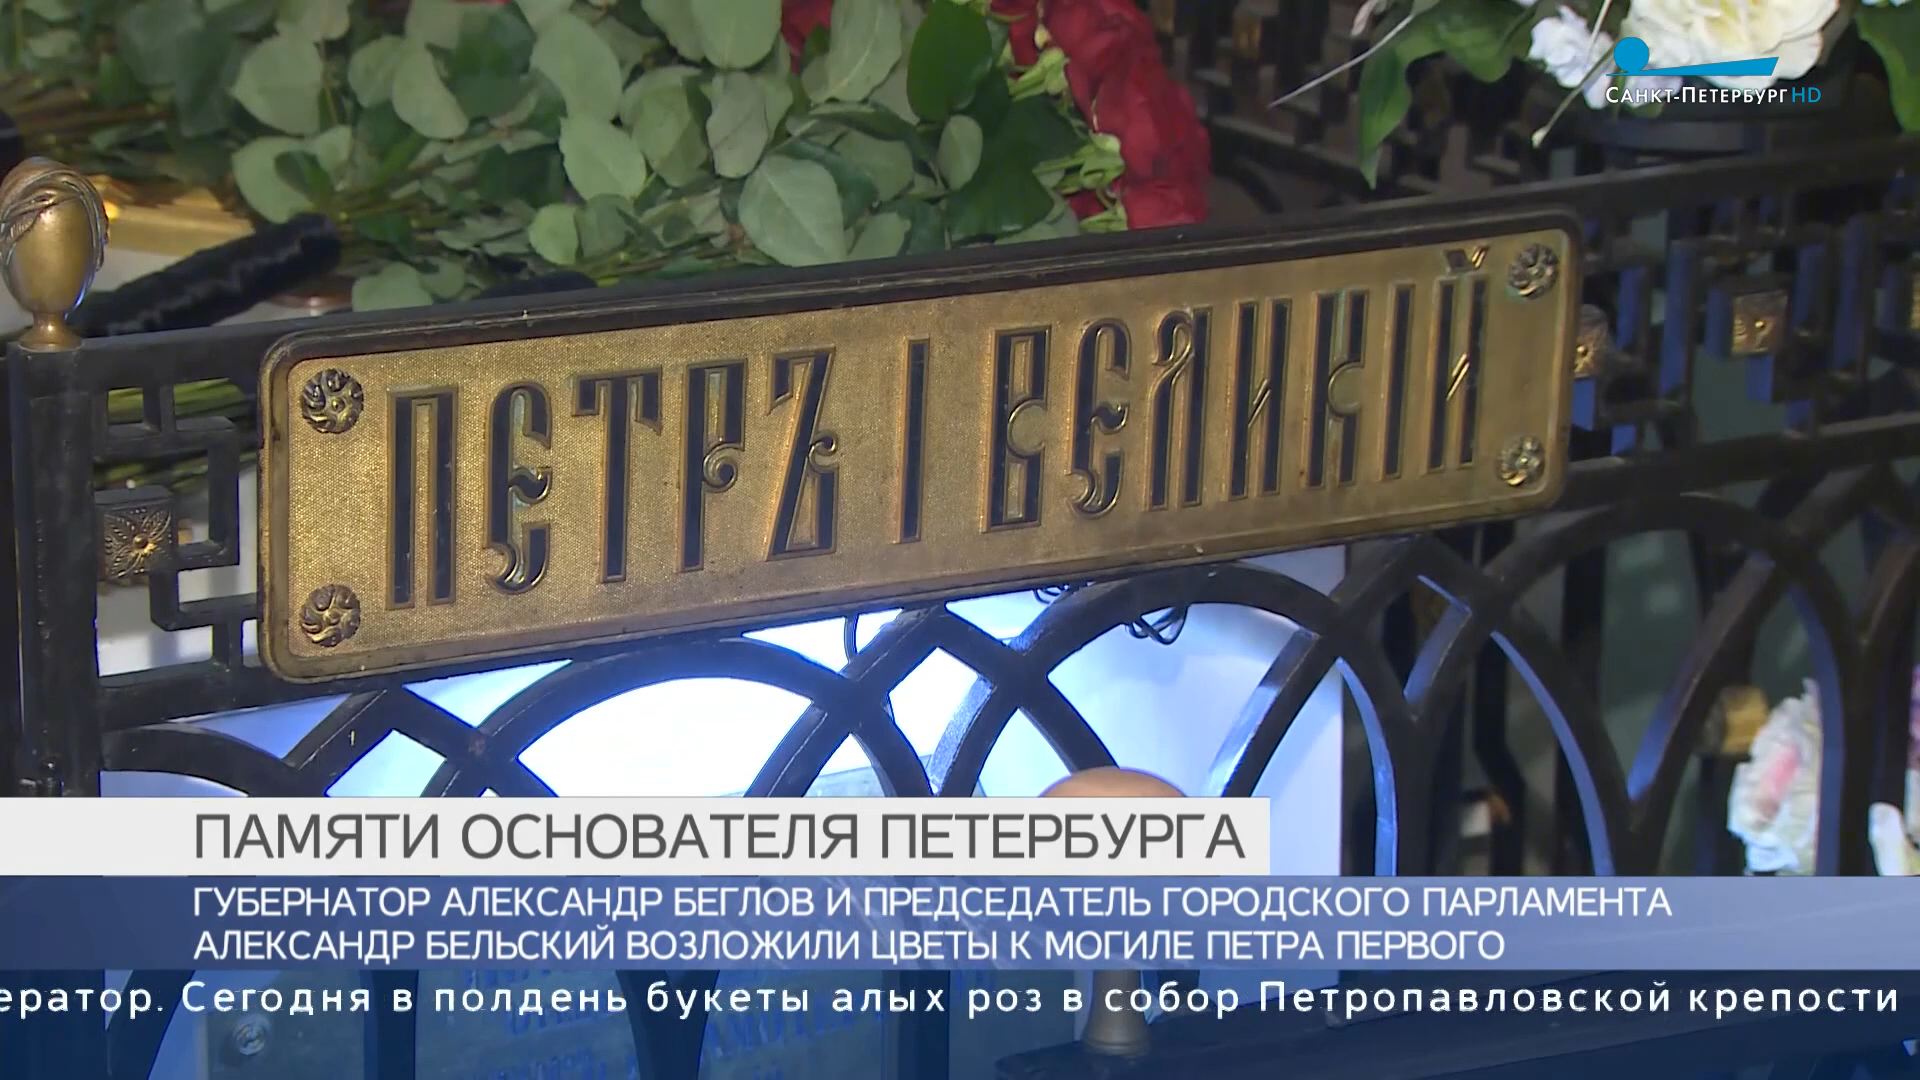 Санкт-Петербург HD
ПЕТРЪ I ВЕЛИКІЙ
ПАМЯТИ ОСНОВАТЕЛЯ ПЕТЕРБУРГА
ГУБЕРНАТОР АЛЕКСАНДР БЕГЛОВ И ПРЕДСЕДАТЕЛЬ ГОРОДСКОГО ПАРЛАМЕНТА
АЛЕКСАНДР БЕЛЬСКИЙ ВОЗЛОЖИЛИ ЦВЕТЫ К МОГИЛЕ ПЕТРА ПЕРВОГО
ератор. Сегодня в полдень букеты алых роз в собор Петропавловской крепости